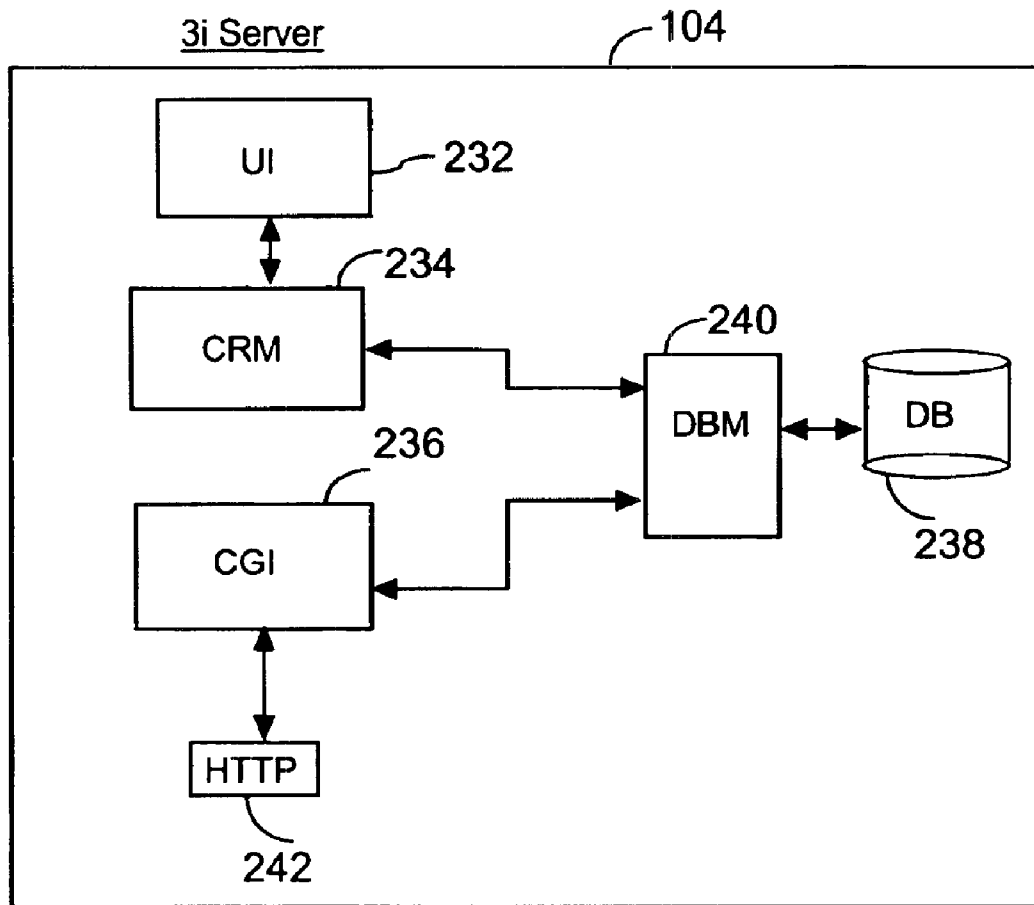 3i Server
104
UI
232
234
CRM
240
DBM
DB
236
238
CGI
HTTP
242